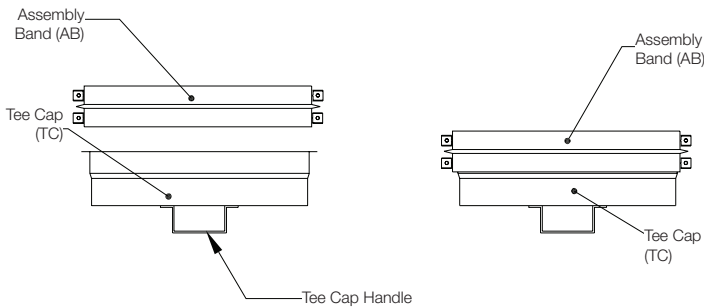 Assembly
Band (AB)
Tee Cap
(TC)
Tee Cap Handle
Assembly
Band (AB)
Tee Cap
(TC)